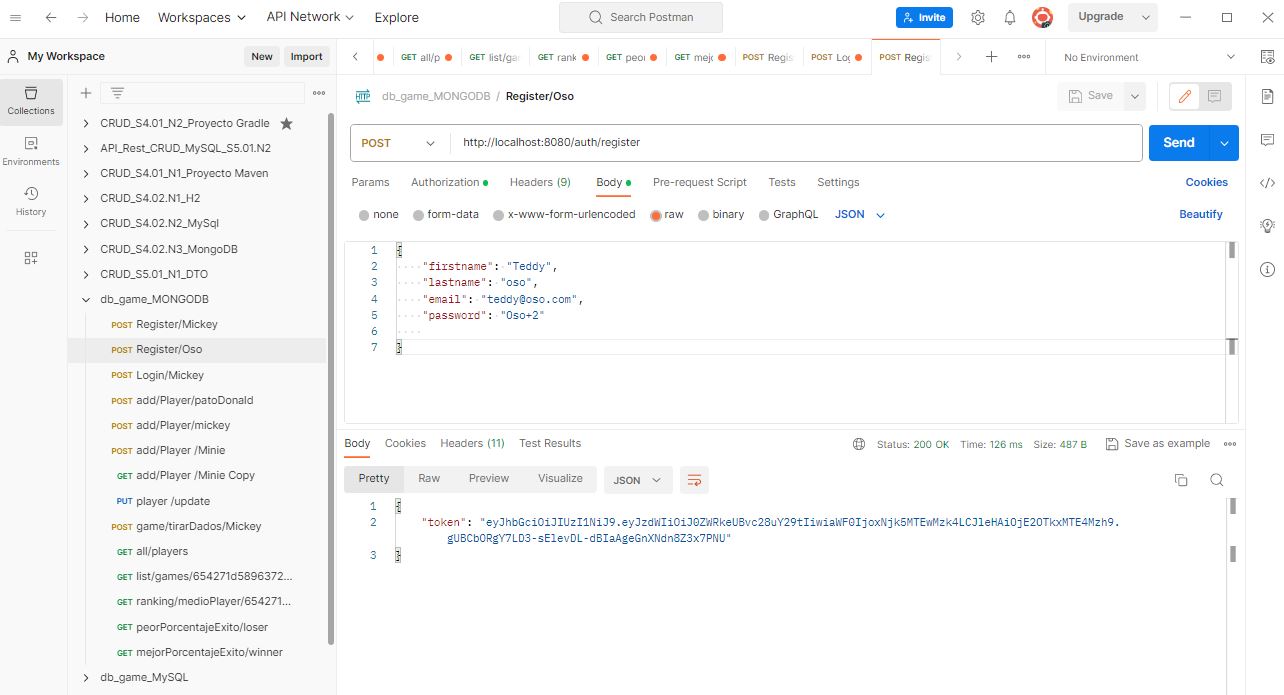 Home Workspaces API Network Explore Search Postman Invite Upgrade
My Workspace New Import GET all/p GET list/ga GET rank GET peor GET mejo POST Regis POST Log POST Regis No Environment
Collections
Environments
History
CRUD_S4.01_N2_Proyecto Gradle
API_Rest_CRUD_MySQL_S5.01.N2
CRUD_S4.01_N1_Proyecto Maven
CRUD_S4.02.N1_H2
CRUD_S4.02.N2_MySql
CRUD_S4.02.N3_MongoDB
CRUD_S5.01_N1_DTO
db_game_MONGODB
POST Register/Mickey
POST Register/Oso
POST Login/Mickey
POST add/Player/patoDonald
POST add/Player/mickey
POST add/Player /Minie
GET add/Player /Minie Copy
PUT player /update
POST game/tirarDados/Mickey
GET all/players
GET list/games/654271d5896372...
GET ranking/medioPlayer/654271...
GET peorPorcentajeExito/loser
GET mejorPorcentajeExito/winner
db_game_MySQL
HTTP db_game_MONGODB / Register/Oso Save
POST http://localhost:8080/auth/register Send
Params Authorization Headers (9) Body Pre-request Script Tests Settings Cookies
none form-data x-www-form-urlencoded raw binary GraphQL JSON Beautify
1 {
2 "firstname": "Teddy",
3 "lastname": "oso",
4 "email": "teddy@oso.com",
5 "password": "Oso+2"
6
7 }
Body Cookies Headers (11) Test Results Status: 200 OK Time: 126 ms Size: 487 B Save as example
Pretty Raw Preview Visualize JSON
1 {
2 "token": "eyJhbGciOiJIUzI1NiJ9.eyJzdWIiOiJ0ZWRkeUBvc28uY29tIiwiaWF0IjoxNjk5MTEwMzk4LCJleHAiOjE2OTkxMTE4Mzh9.
gUBCbORgY7LD3-sElevDL-dBIaAgeGnXNdn8Z3x7PNU"
3 }